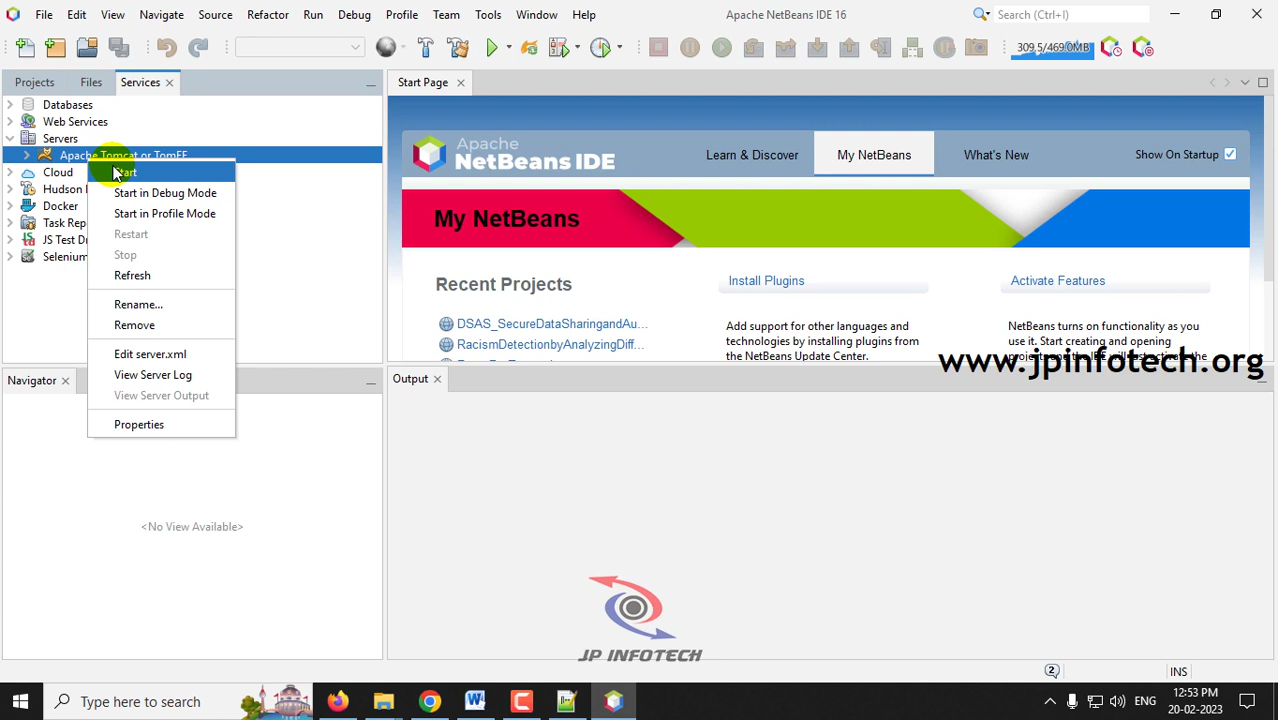 File Edit View Navigate Source Refactor Run Debug Profile Team Tools Window Help
Apache NetBeans IDE 16
Search (Ctrl+I)
309.5/469.0MB
Projects Files Services
Start Page
Databases
Web Services
Servers
Apache Tomcat or TomEE
Cloud
Hudson
Docker
Task Rep
JS Test Dr
Selenium
Start in Debug Mode
Start in Profile Mode
Restart
Stop
Refresh
Rename...
Remove
Edit server.xml
View Server Log
View Server Output
Properties
Apache
NetBeans IDE
Learn & Discover
My NetBeans
What's New
Show On Startup
My NetBeans
Recent Projects
DSAS_SecureDataSharingandAu...
RacismDetectionbyAnalyzingDiff...
Install Plugins
Add support for other languages and
technologies by installing plugins from
the NetBeans Update Center.
Activate Features
NetBeans turns on functionality as you
use it. Start creating and opening
www.jpinfotech.org
Navigator
<No View Available>
Output
JP INFOTECH
2
INS
Type here to search
ENG
12:53 PM
20-02-2023